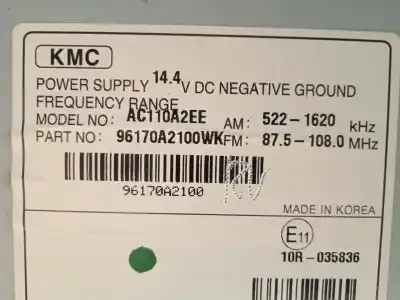 KMC
POWER SUPPLY 14.4 V DC NEGATIVE GROUND
FREQUENCY RANGE
MODEL NO: AC110A2EE AM: 522-1620 kHz
PART NO: 96170A2100WK FM: 87.5-108.0 MHz
96170A2100
MADE IN KOREA
E11
10R-035836